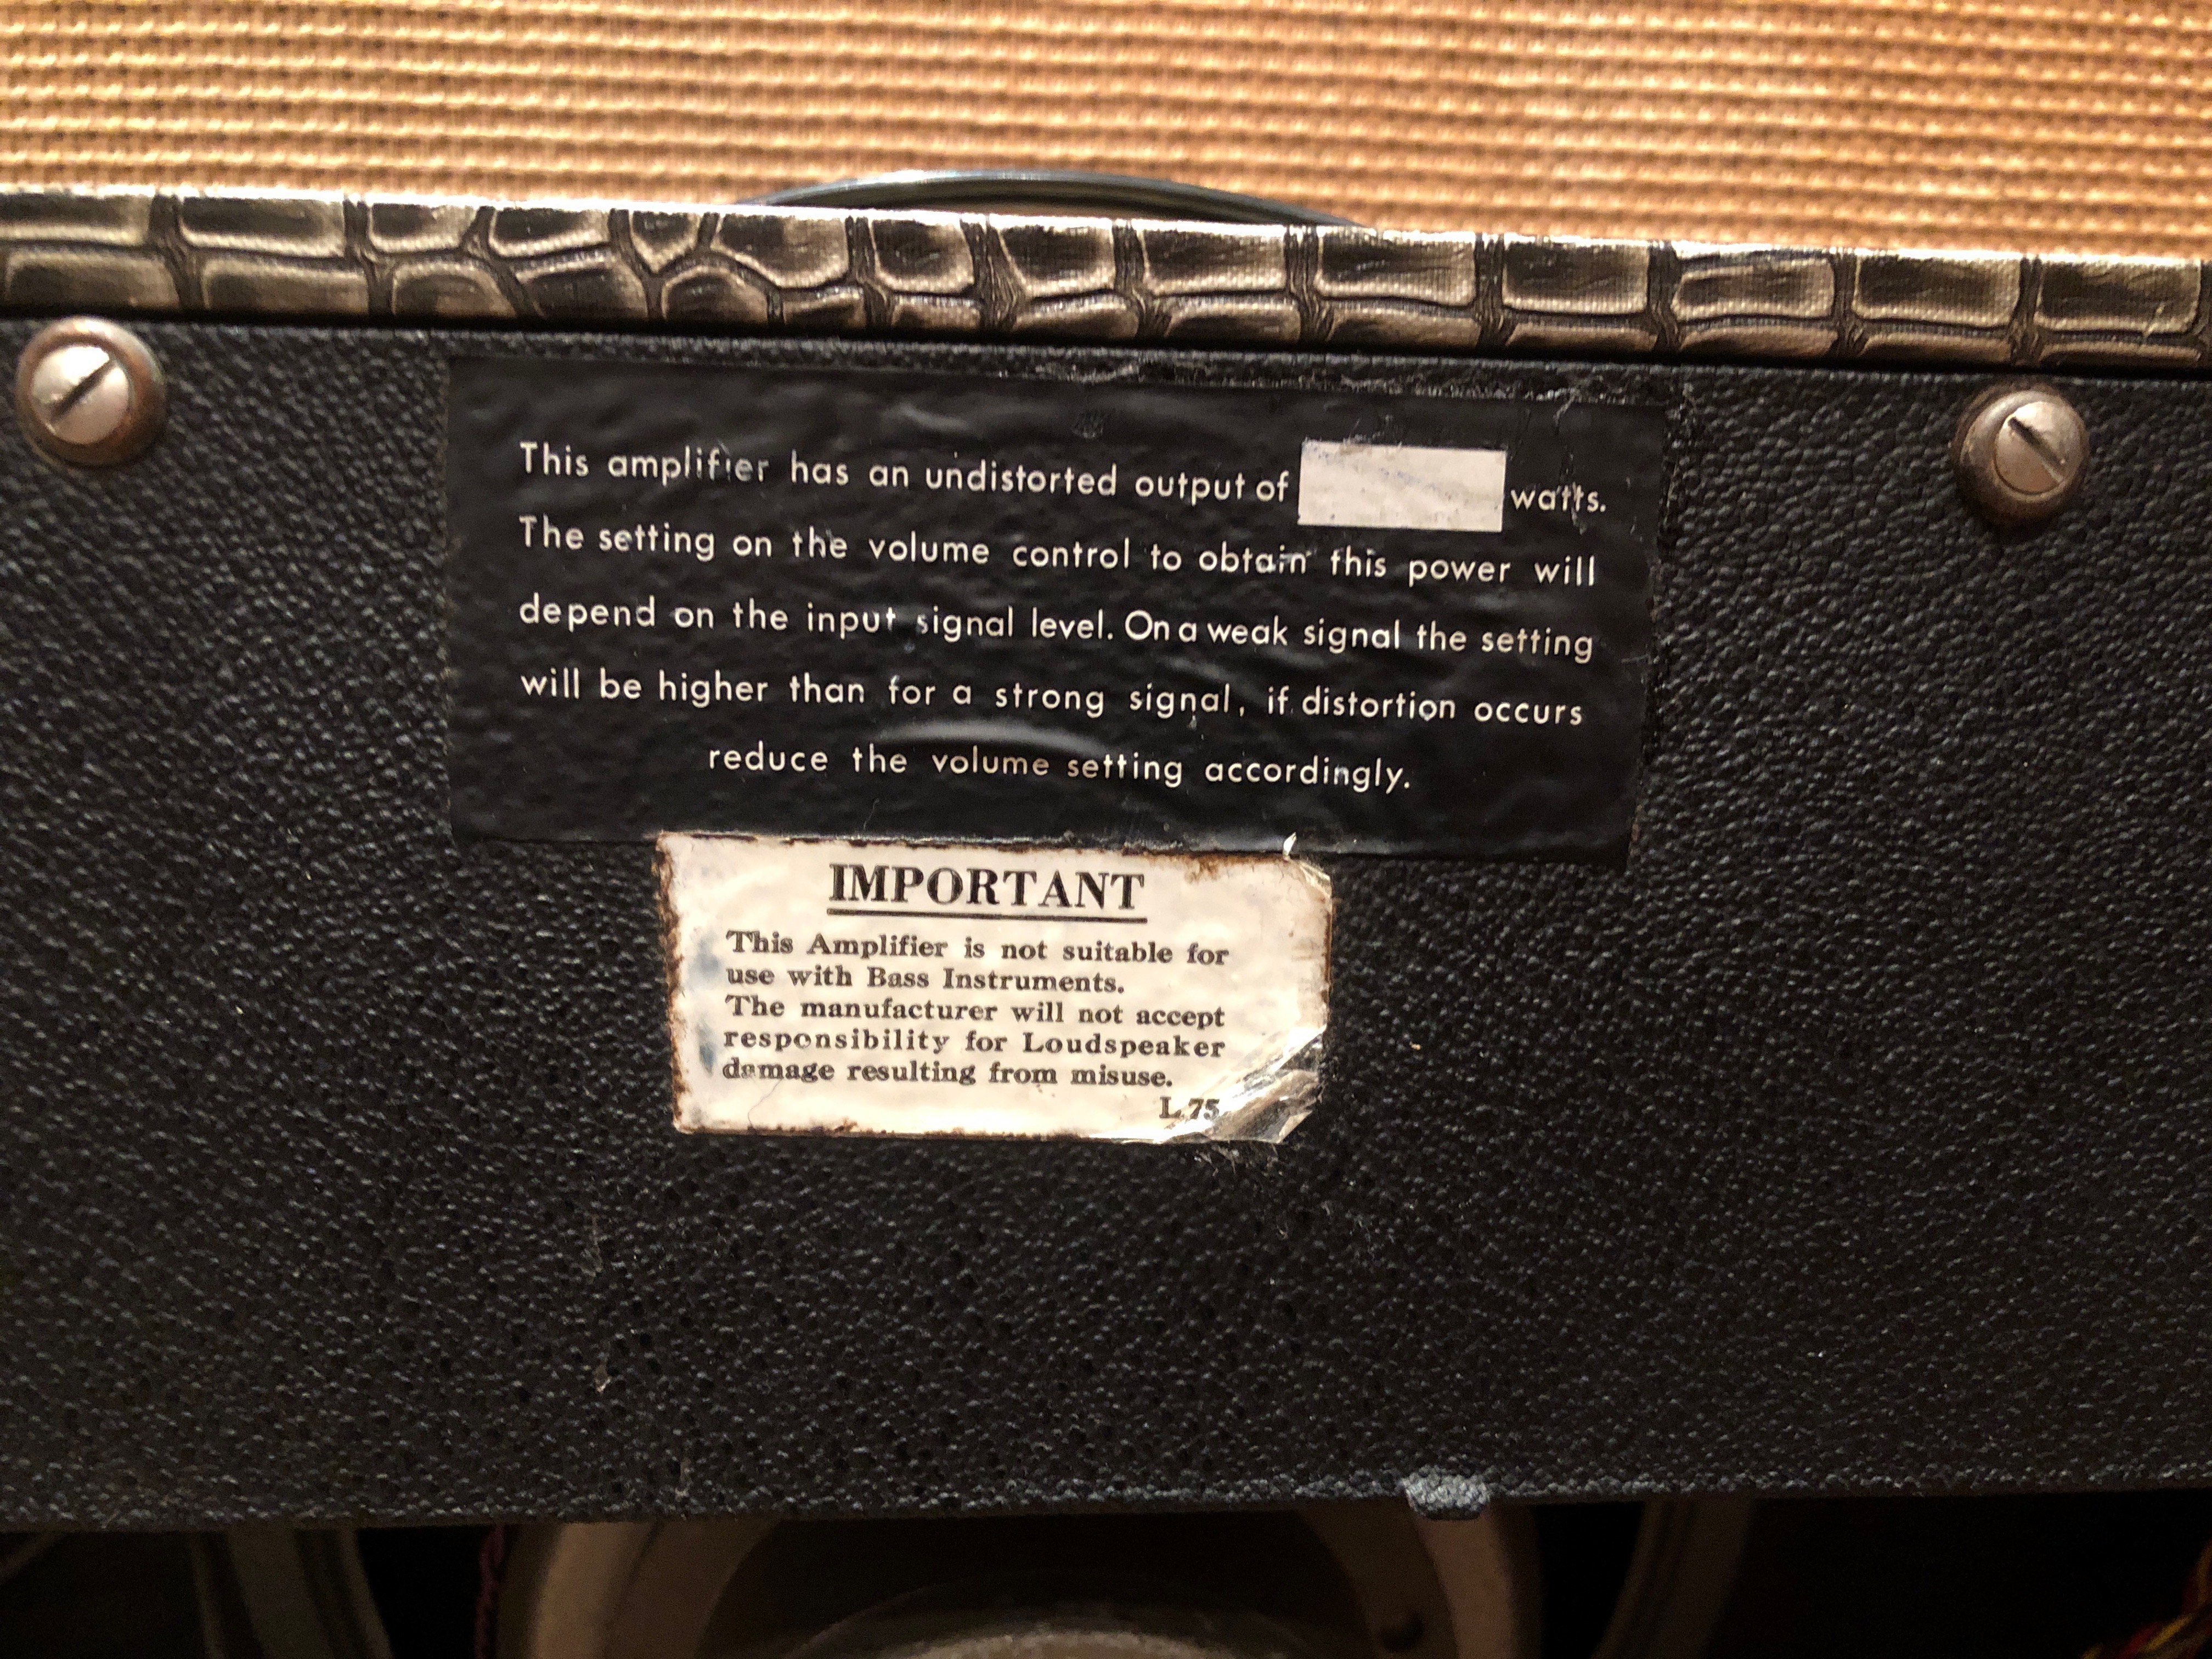 This amplifier has an undistorted output of watts.
The setting on the volume control to obtain this power will
depend on the input signal level. On a weak signal the setting
will be higher than for a strong signal, if distortion occurs
reduce the volume setting accordingly.
IMPORTANT
This Amplifier is not suitable for
use with Bass Instruments.
The manufacturer will not accept
responsibility for Loudspeaker
damage resulting from misuse.
L.75